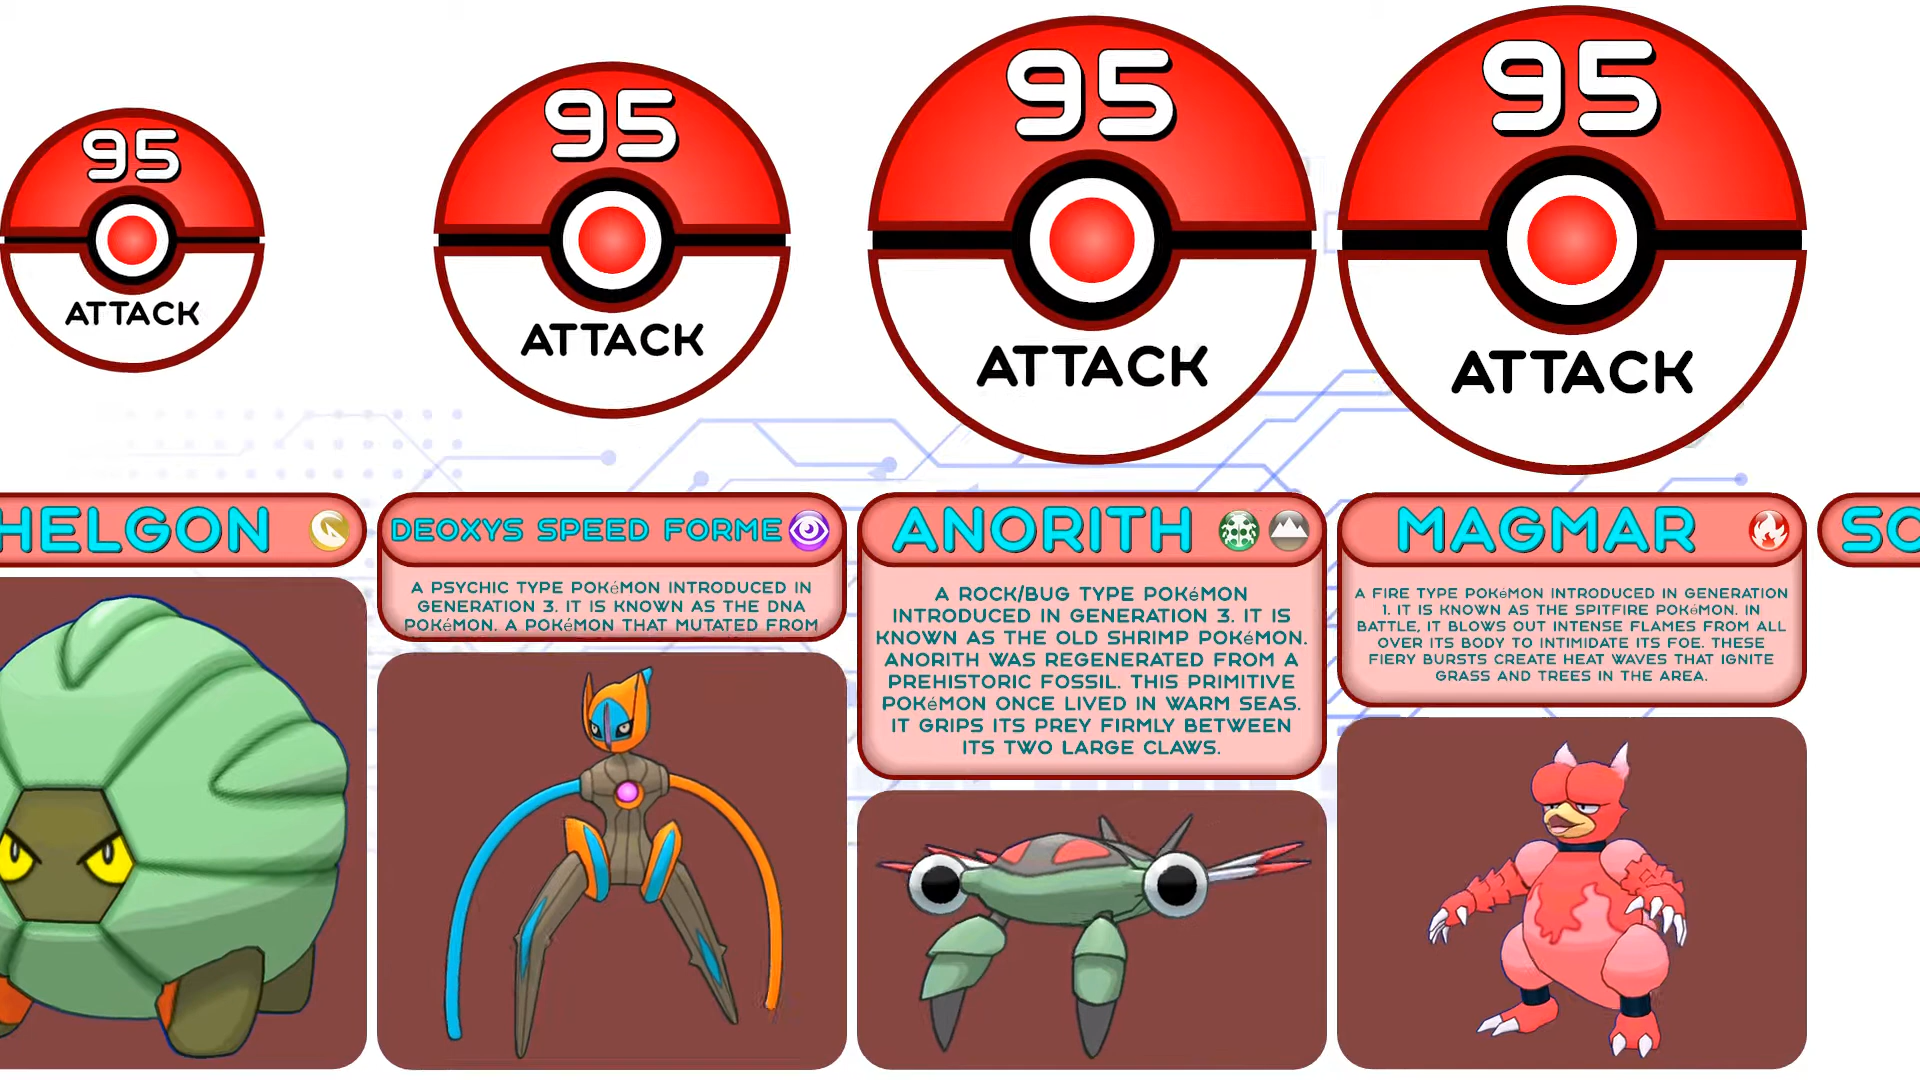 95
ATTACK
95
ATTACK
95
ATTACK
95
ATTACK
HELGON
DEOXYS SPEED FORME
A PSYCHIC TYPE POKéMON INTRODUCED IN
GENERATION 3. IT IS KNOWN AS THE DNA
POKéMON. A POKéMON THAT MUTATED FROM
ANORITH
A ROCK/BUG TYPE POKéMON
INTRODUCED IN GENERATION 3. IT IS
KNOWN AS THE OLD SHRIMP POKéMON.
ANORITH WAS REGENERATED FROM A
PREHISTORIC FOSSIL. THIS PRIMITIVE
POKéMON ONCE LIVED IN WARM SEAS.
IT GRIPS ITS PREY FIRMLY BETWEEN
ITS TWO LARGE CLAWS.
MAGMAR
A FIRE TYPE POKéMON INTRODUCED IN GENERATION
1. IT IS KNOWN AS THE SPITFIRE POKéMON. IN
BATTLE, IT BLOWS OUT INTENSE FLAMES FROM ALL
OVER ITS BODY TO INTIMIDATE ITS FOE. THESE
FIERY BURSTS CREATE HEAT WAVES THAT IGNITE
GRASS AND TREES IN THE AREA.
SO